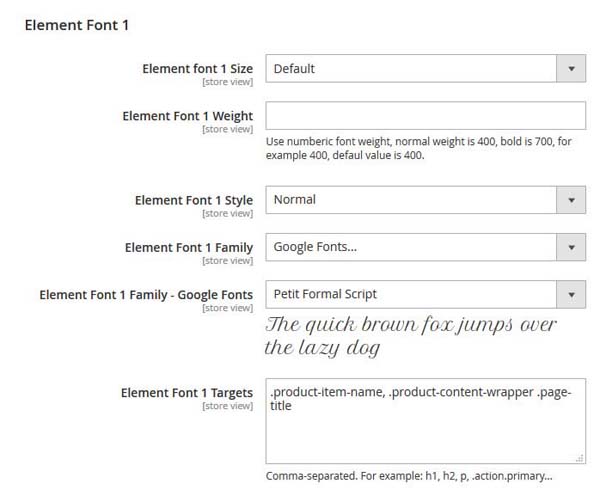 Element Font 1
Element font 1 Size
[store view]
Default
Element Font 1 Weight
[store view]
Use numberic font weight, normal weight is 400, bold is 700, for
example 400, defaul value is 400.
Element Font 1 Style
[store view]
Normal
Element Font 1 Family
[store view]
Google Fonts...
Element Font 1 Family - Google Fonts
[store view]
Petit Formal Script
The quick brown fox jumps over
the lazy dog
Element Font 1 Targets
[store view]
.product-item-name, .product-content-wrapper .page-
title
Comma-separated. For example: h1, h2, p, .action.primary...